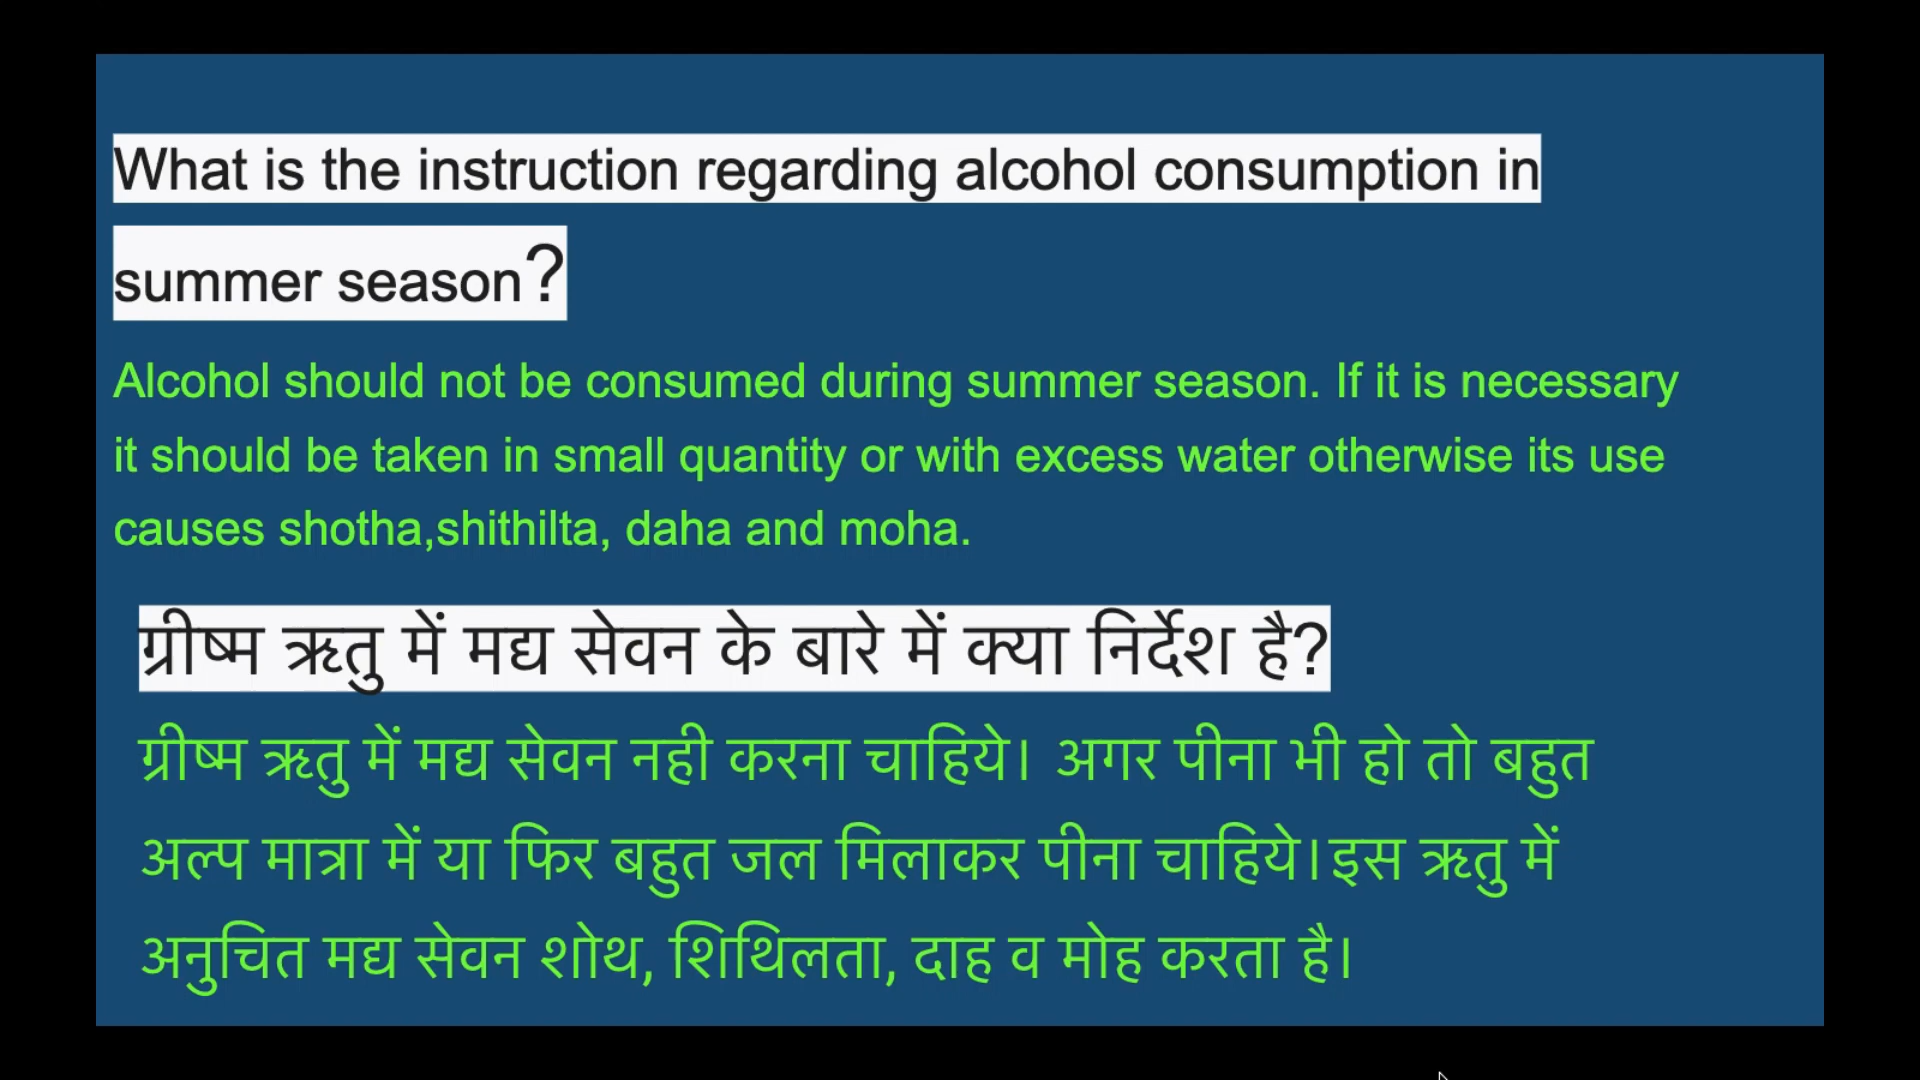 What is the instruction regarding alcohol consumption in
summer season?
Alcohol should not be consumed during summer season. If it is necessary
it should be taken in small quantity or with excess water otherwise its use
causes shotha,shithilta, daha and moha.
ग्रीष्म ऋतु में मद्य सेवन के बारे में क्या निर्देश है?
ग्रीष्म ऋतु में मद्य सेवन नही करना चाहिये। अगर पीना भी हो तो बहुत
अल्प मात्रा में या फिर बहुत जल मिलाकर पीना चाहिये।इस ऋतु में
अनुचित मद्य सेवन शोथ, शिथिलता, दाह व मोह करता है।